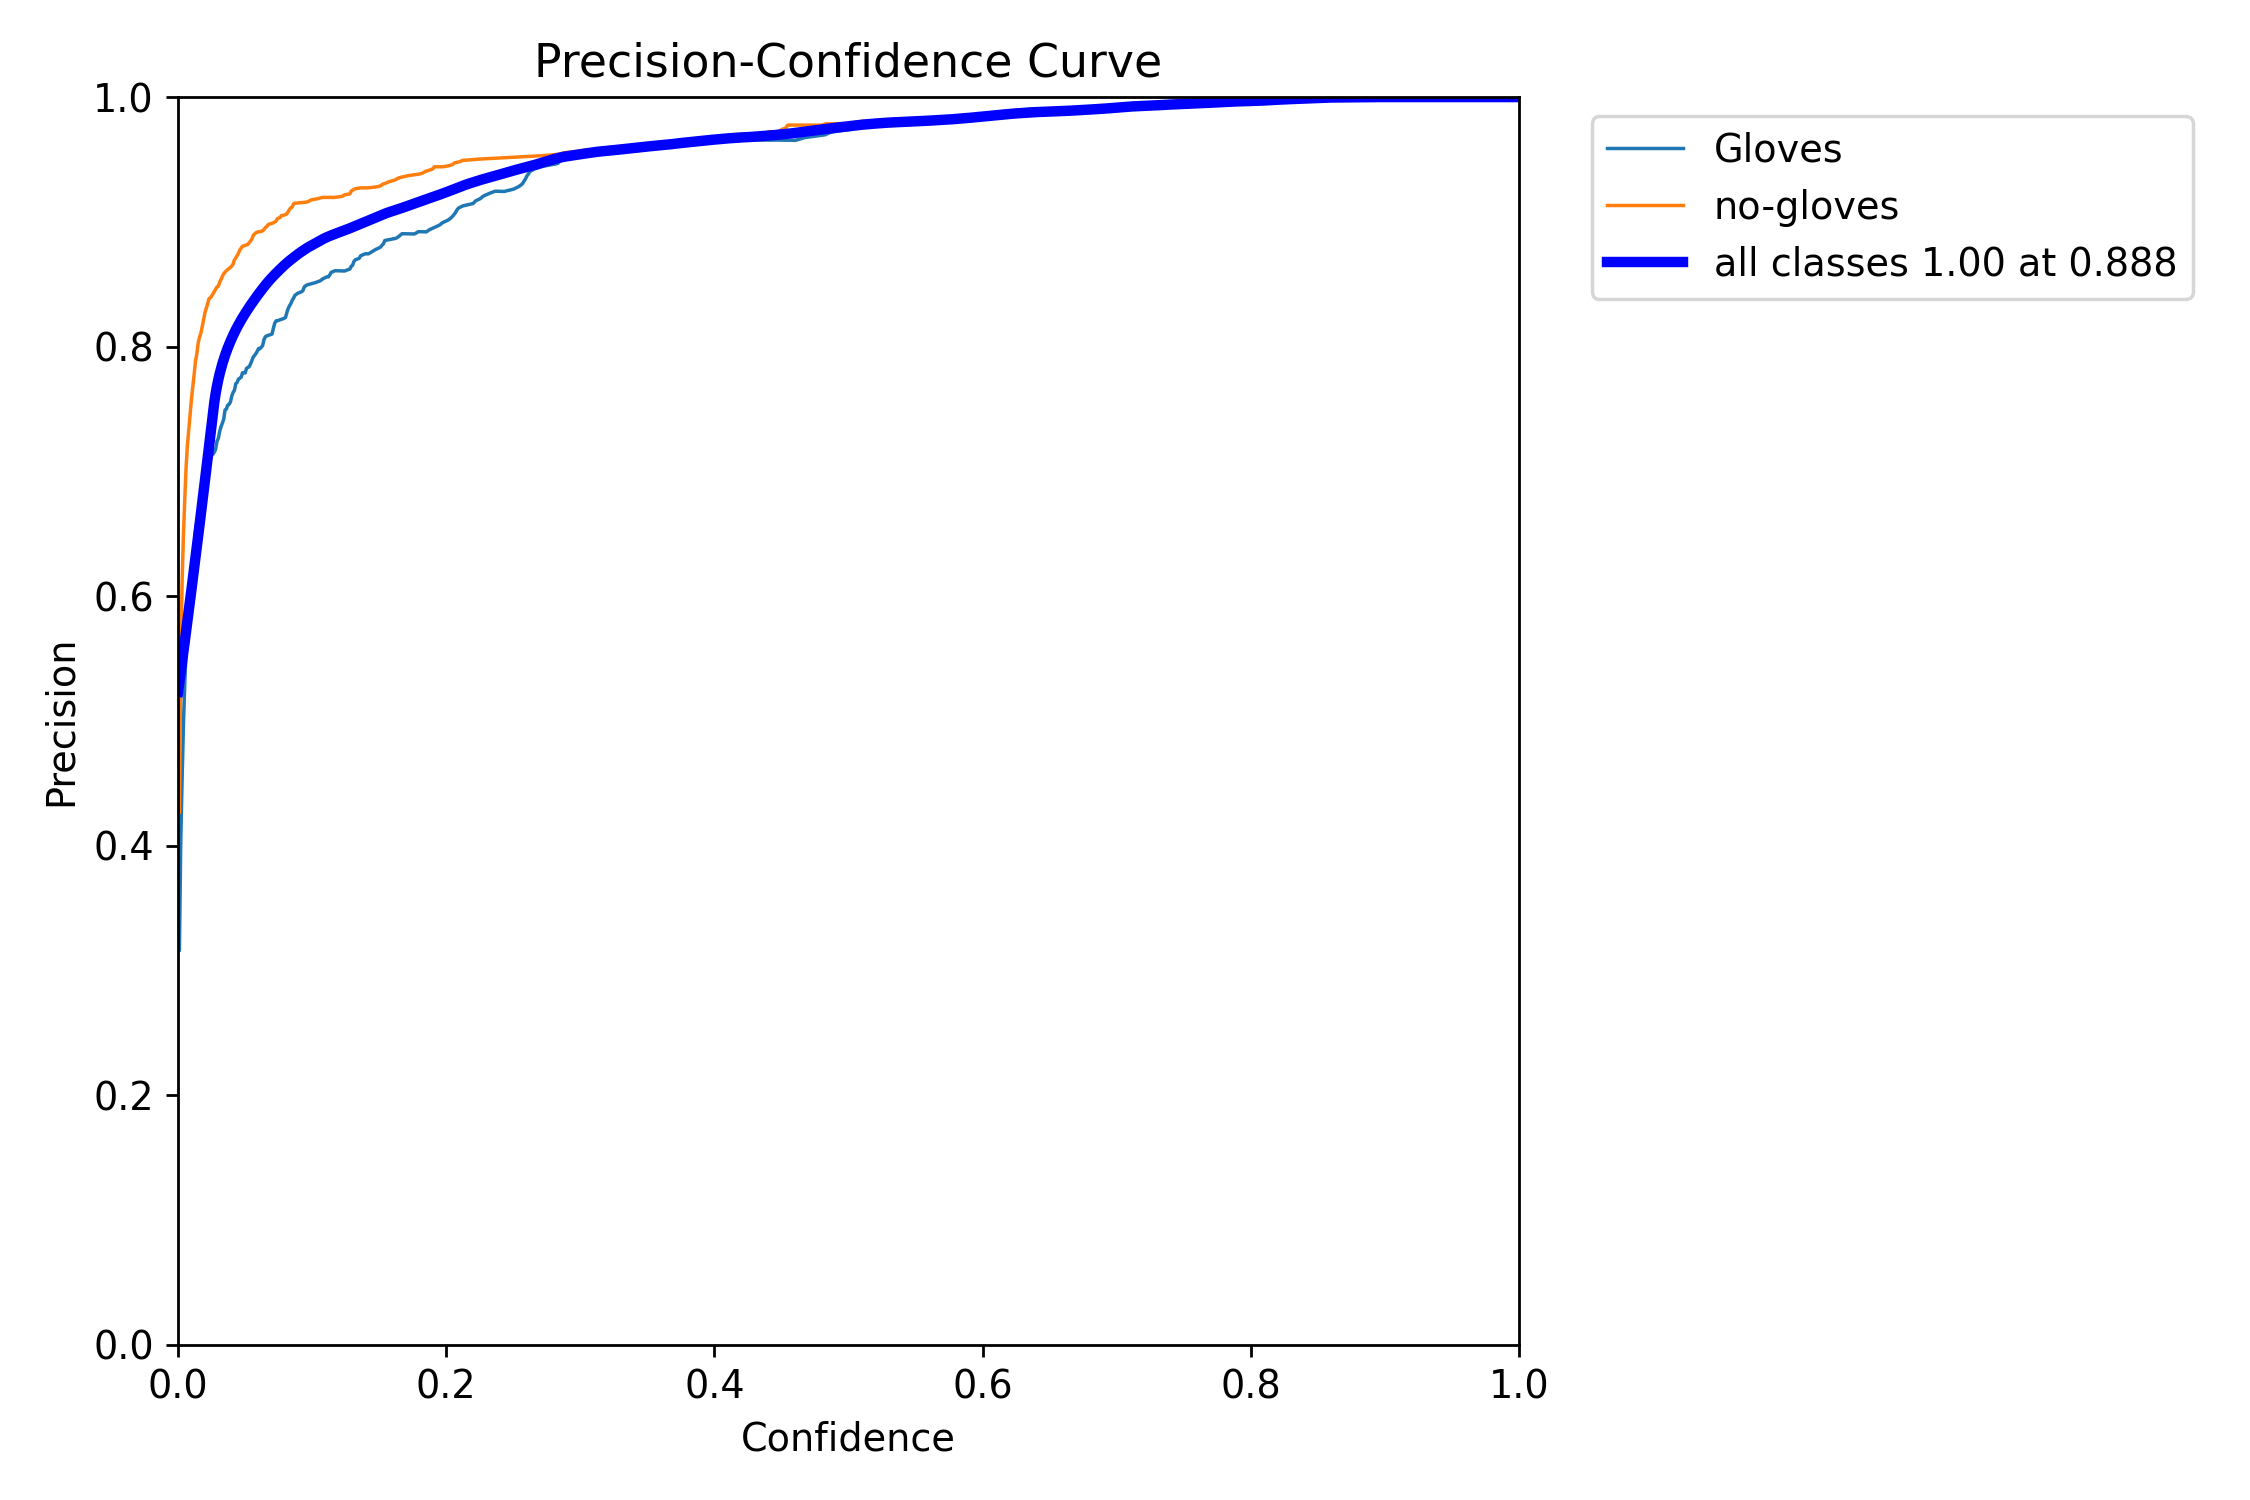 Precision-Confidence Curve
1.0
0.8
0.6
0.4
0.2
0.0
Precision
0.0 0.2 0.4 0.6 0.8 1.0
Confidence
Gloves
no-gloves
all classes 1.00 at 0.888